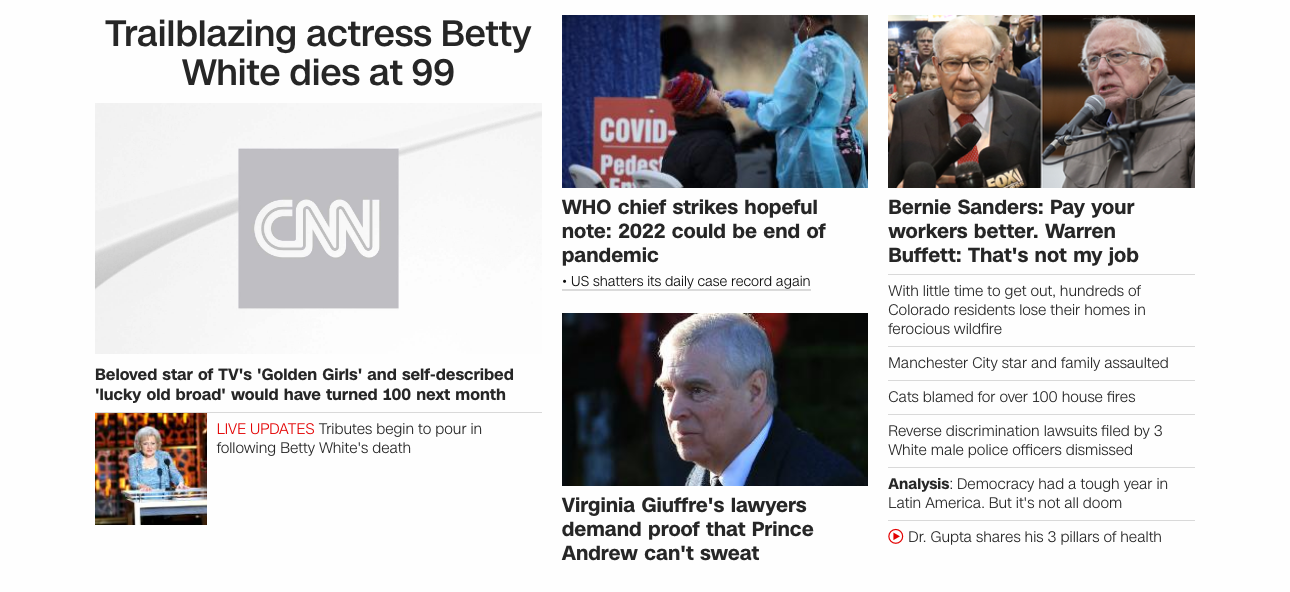 Trailblazing actress Betty
White dies at 99
CNN
Beloved star of TV's 'Golden Girls' and self-described
'lucky old broad' would have turned 100 next month
LIVE UPDATES Tributes begin to pour in
following Betty White's death
COVID-
Pedest
WHO chief strikes hopeful
note: 2022 could be end of
pandemic
• US shatters its daily case record again
Virginia Giuffre's lawyers
demand proof that Prince
Andrew can't sweat
FOX
Bernie Sanders: Pay your
workers better. Warren
Buffett: That's not my job
With little time to get out, hundreds of
Colorado residents lose their homes in
ferocious wildfire
Manchester City star and family assaulted
Cats blamed for over 100 house fires
Reverse discrimination lawsuits filed by 3
White male police officers dismissed
Analysis: Democracy had a tough year in
Latin America. But it's not all doom
Dr. Gupta shares his 3 pillars of health